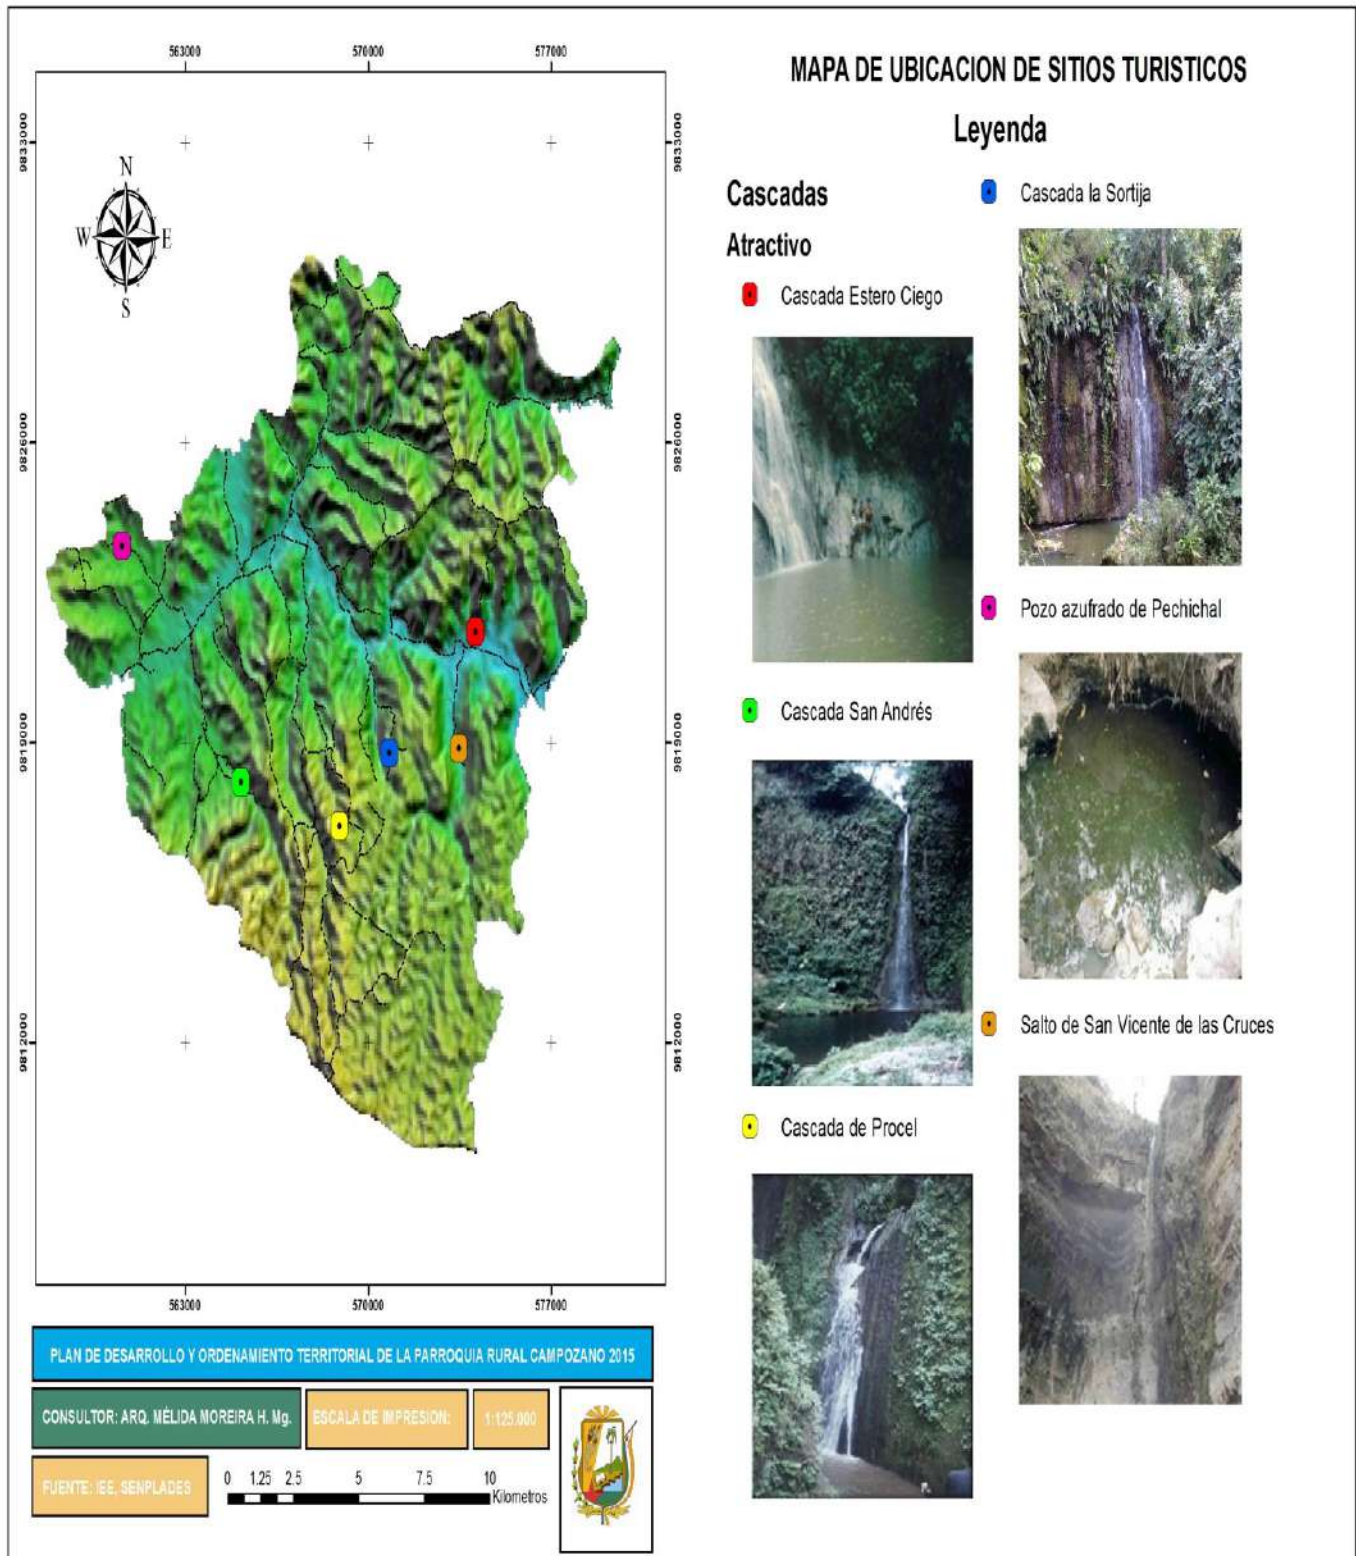 563000 570000 577000
9833000 9833000
N
W E
S
9826000 9826000
9819000 9819000
9812000 9812000
563000 570000 577000
MAPA DE UBICACION DE SITIOS TURISTICOS
Leyenda
Cascadas
Atractivo
Cascada Estero Ciego
Cascada San Andrés
Cascada de Procel
Cascada la Sortija
Pozo azufrado de Pechichal
Salto de San Vicente de las Cruces
PLAN DE DESARROLLO Y ORDENAMIENTO TERRITORIAL DE LA PARROQUIA RURAL CAMPOZANO 2015
CONSULTOR: ARQ. MÉLIDA MOREIRA H. Mg.
ESCALA DE IMPRESION:
1:125.000
FUENTE: IEE, SENPLADES
0 1.25 2.5 5 7.5 10
Kilometros